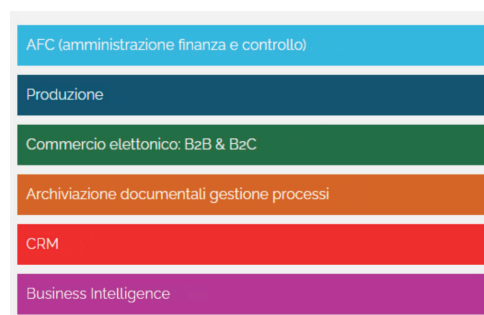 AFC (amministrazione finanza e controllo)
Produzione
Commercio elettonico: B2B & B2C
Archiviazione documentali gestione processi
CRM
Business Intelligence